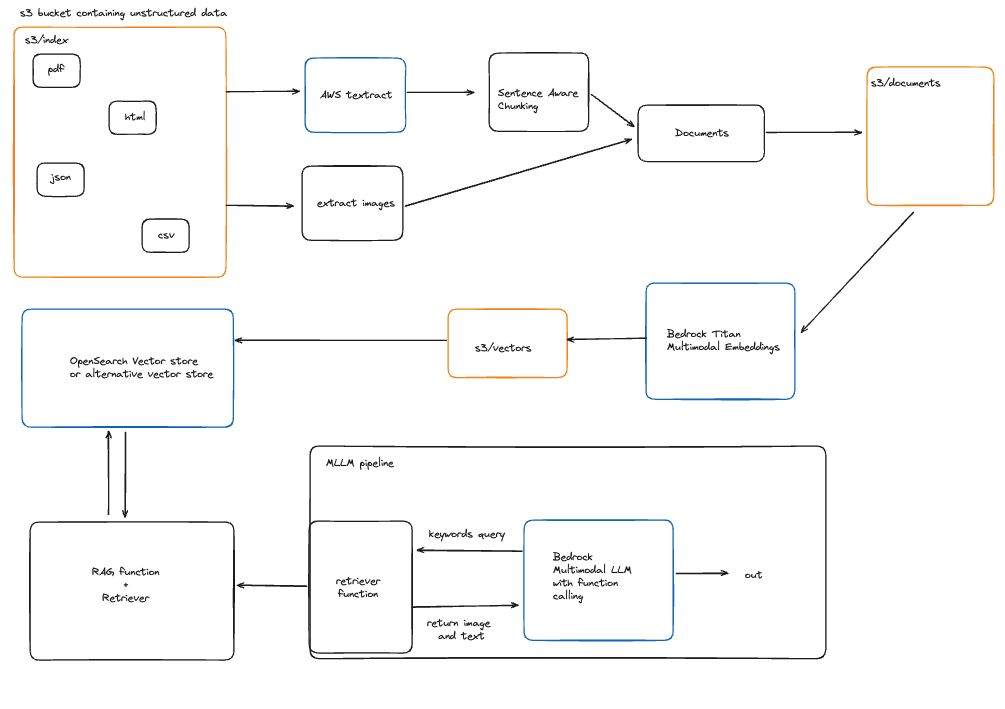 s3 bucket containing unstructured data
s3/index
pdf
html
json
csv
AWS textract
extract images
Sentence Aware
Chunking
Documents
s3/documents
OpenSearch Vector store
or alternative vector store
s3/vectors
Bedrock Titan
Multimodal Embeddings
MLLM pipeline
RAG function
+
Retriever
retriever
function
keywords query
return image
and text
Bedrock
Multimodal LLM
with function
calling
out